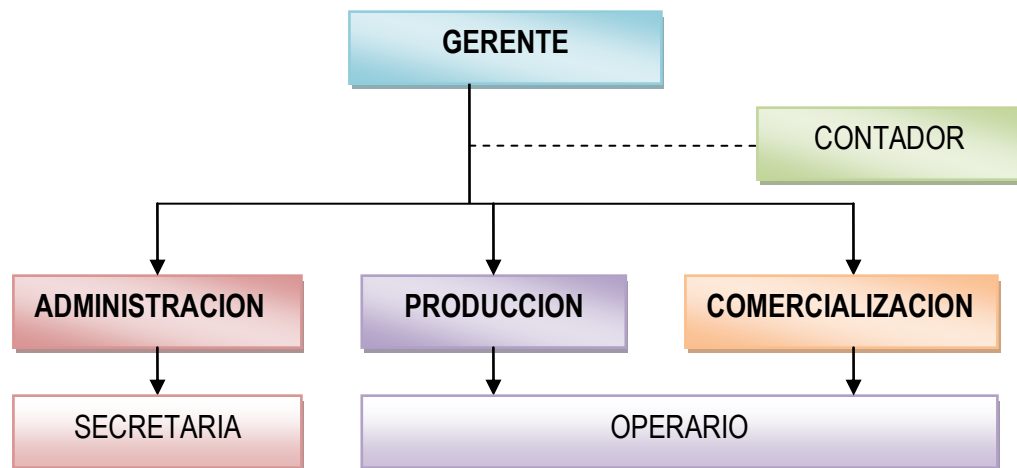 GERENTE
CONTADOR
ADMINISTRACION
PRODUCCION
COMERCIALIZACION
SECRETARIA
OPERARIO